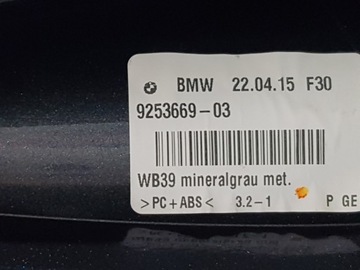 BMW 22.04.15 F30
9253669-03
WB39 mineralgrau met.
>PC+ABS< 3.2-1 P GE